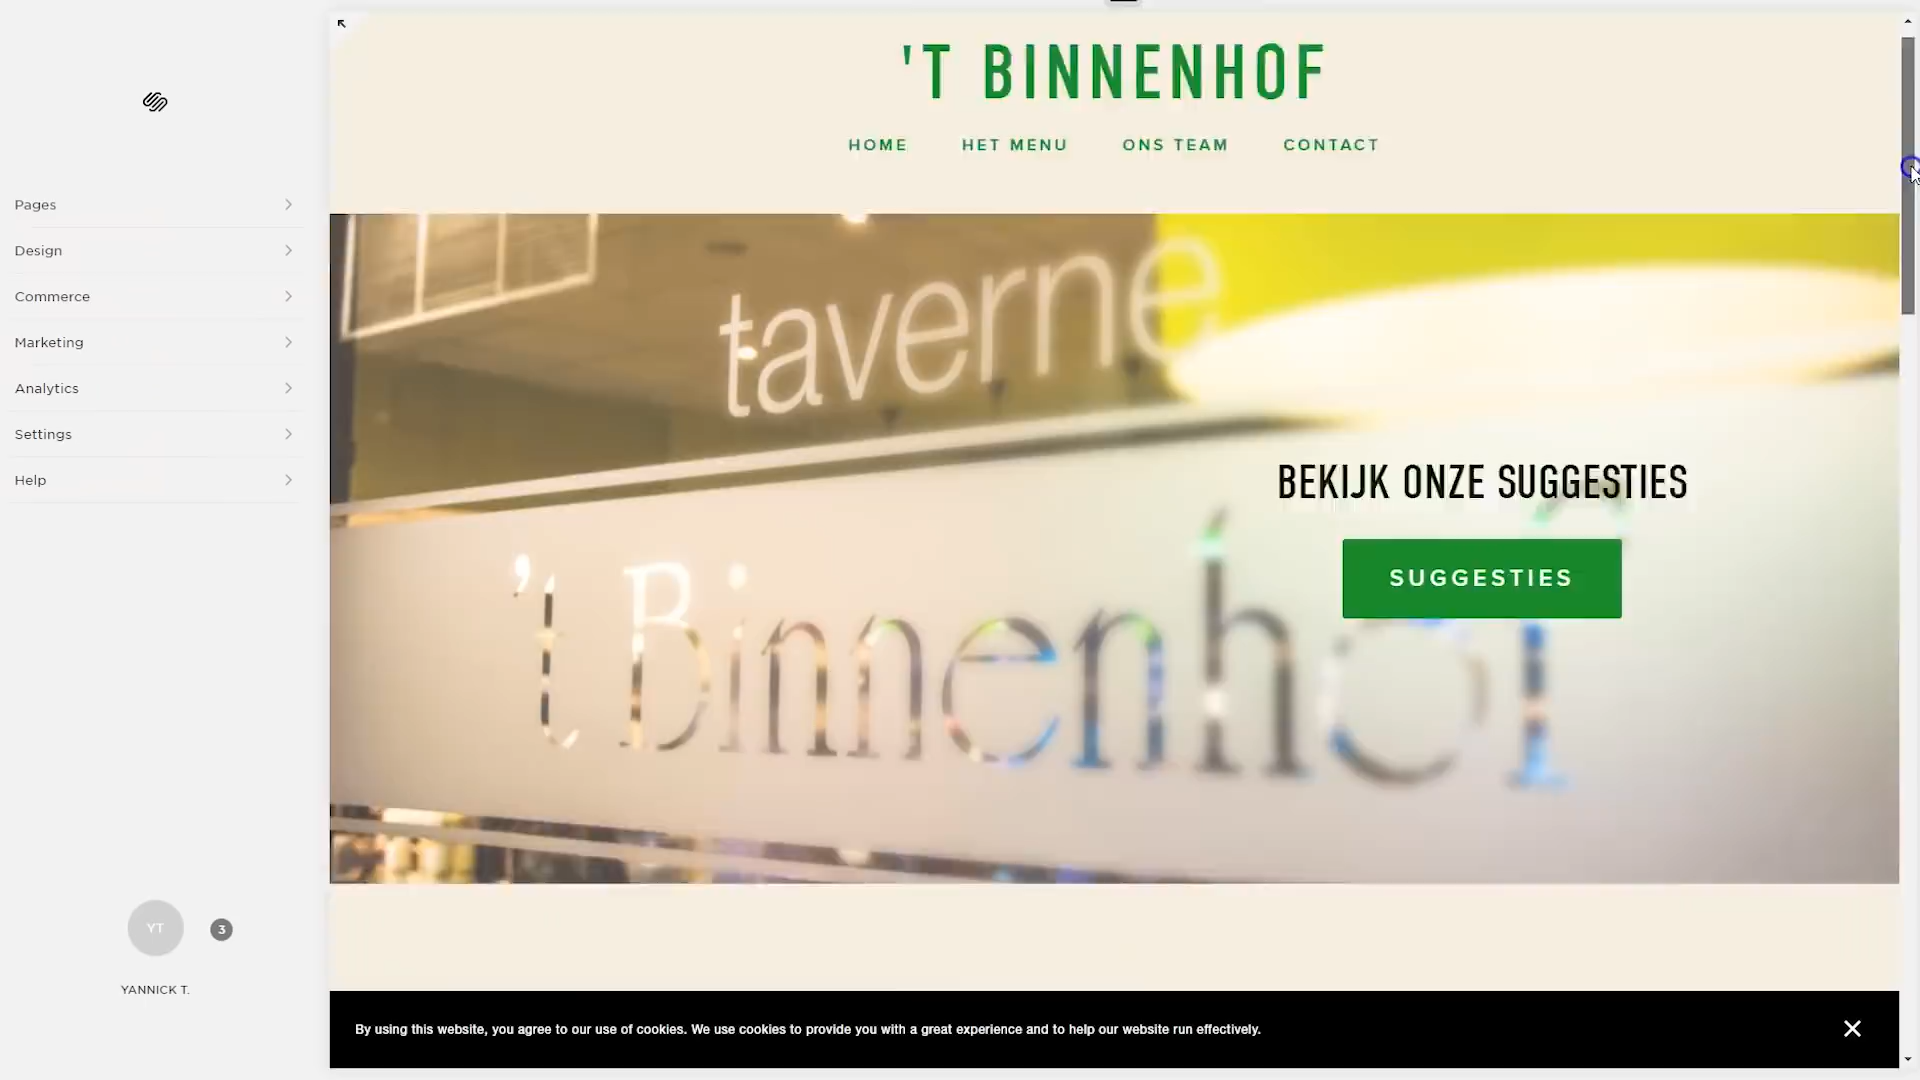 'T BINNENHOF
HOME HET MENU ONS TEAM CONTACT
Pages
Design
Commerce
Marketing
Analytics
Settings
Help
taverne
BEKIJK ONZE SUGGESTIES
SUGGESTIES
't Binnenhof
YT 3
YANNICK T.
By using this website, you agree to our use of cookies. We use cookies to provide you with a great experience and to help our website run effectively.